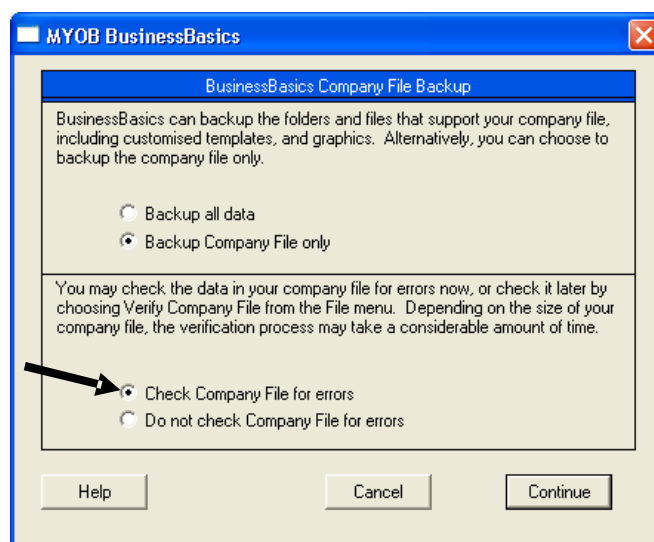 MYOB BusinessBasics
BusinessBasics Company File Backup
BusinessBasics can backup the folders and files that support your company file,
including customised templates, and graphics. Alternatively, you can choose to
backup the company file only.
Backup all data
Backup Company File only
You may check the data in your company file for errors now, or check it later by
choosing Verify Company File from the File menu. Depending on the size of your
company file, the verification process may take a considerable amount of time.
Check Company File for errors
Do not check Company File for errors
Help Cancel Continue